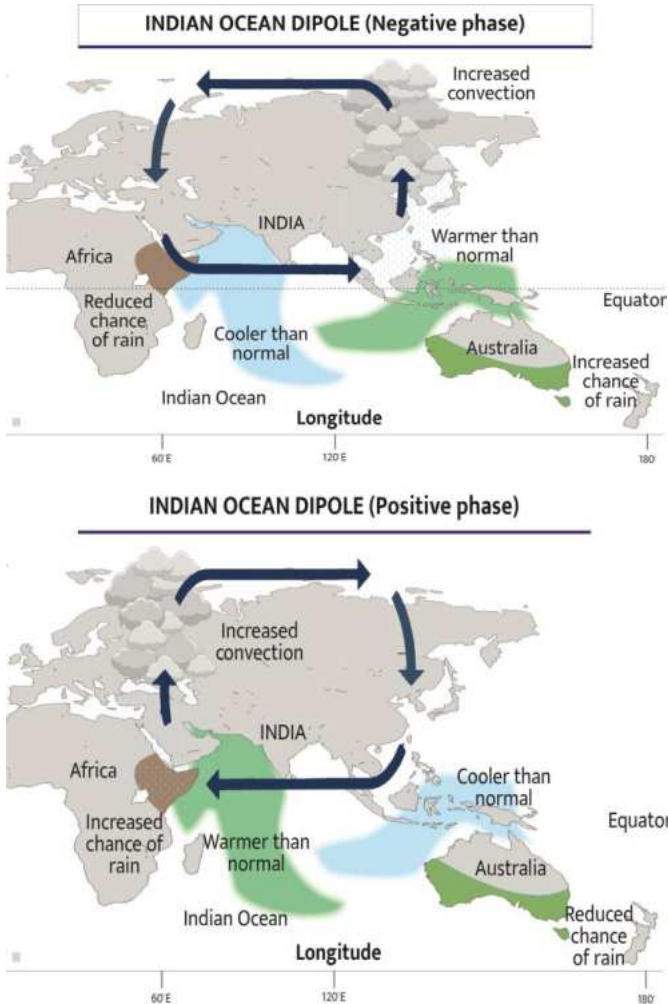 INDIAN OCEAN DIPOLE (Negative phase)
Increased
convection
INDIA
Africa
Warmer than
normal
Reduced
chance
of rain
Equator
Cooler than
normal
Australia
Increased
chance
of rain
Indian Ocean
Longitude
60°E
120°E
180°
INDIAN OCEAN DIPOLE (Positive phase)
Increased
convection
INDIA
Africa
Cooler than
normal
Increased
chance of
rain
Equator
Warmer than
normal
Australia
Reduced
chance
of rain
Indian Ocean
Longitude
60°E
120°E
180°